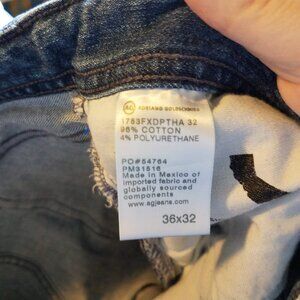 AG ADRIANO GOLDSCHMIED
1783FXDPTHA 32
96% COTTON
4% POLYURETHANE
PO#54764
PM31516
Made in Mexico of
imported fabric and
globally sourced
components
www.agjeans.com
36x32